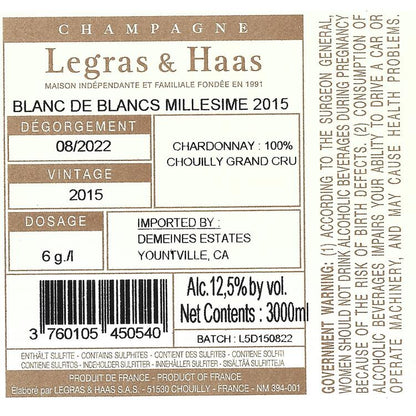 CHAMPAGNE
Legras & Haas
MAISON INDÉPENDANTE ET FAMILIALE FONDÉE EN 1991
BLANC DE BLANCS MILLESIME 2015
DÉGORGEMENT
08/2022
VINTAGE
2015
DOSAGE
6 g./l
CHARDONNAY : 100%
CHOUILLY GRAND CRU
IMPORTED BY :
DEMEINES ESTATES
YOUNTVILLE, CA
Alc.12,5% by vol.
Net Contents : 3000ml
3 760105 450540
BATCH : L5D150822
ENTHÄLT SULFITE - CONTAINS SULPHITES - CONTIENT DES SULFITES - CONTIENE SOLFITI
CONTIENE SULFITOS - INDEHOLDER SULFITER - INNEHÅLLER SULFITER - SISÄLTÄÄ SULFIITTEJA
PRODUIT DE FRANCE - PRODUCT OF FRANCE
Elaboré par LEGRAS & HAAS S.A.S. - 51530 CHOUILLY - FRANCE - NM 394-001
GOVERNMENT WARNING: (1) ACCORDING TO THE SURGEON GENERAL,
WOMEN SHOULD NOT DRINK ALCOHOLIC BEVERAGES DURING PREGNANCY
BECAUSE OF THE RISK OF BIRTH DEFECTS. (2) CONSUMPTION OF
ALCOHOLIC BEVERAGES IMPAIRS YOUR ABILITY TO DRIVE A CAR OR
OPERATE MACHINERY, AND MAY CAUSE HEALTH PROBLEMS.